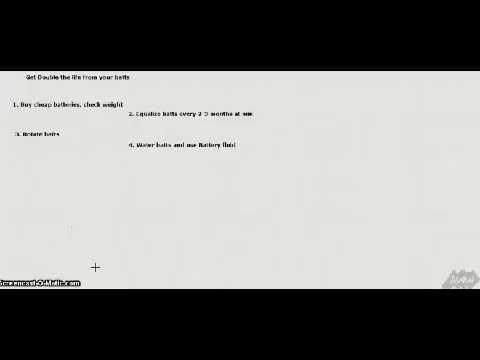 Get Double the life from your batts
1. Buy cheap batteries, check weight
2. Equalize batts every 2-3 months at min
3. Rotate batts
4. Water batts and use Battery fluid
Screencast-O-Matic.com